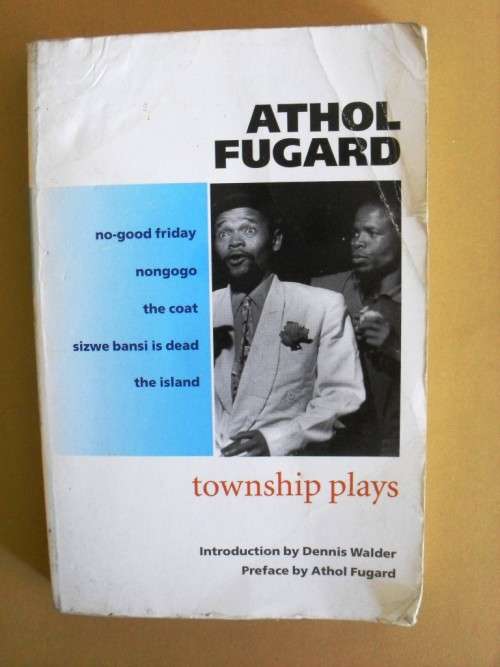 ATHOL
FUGARD
no-good friday
nongogo
the coat
sizwe bansi is dead
the island
township plays
Introduction by Dennis Walder
Preface by Athol Fugard